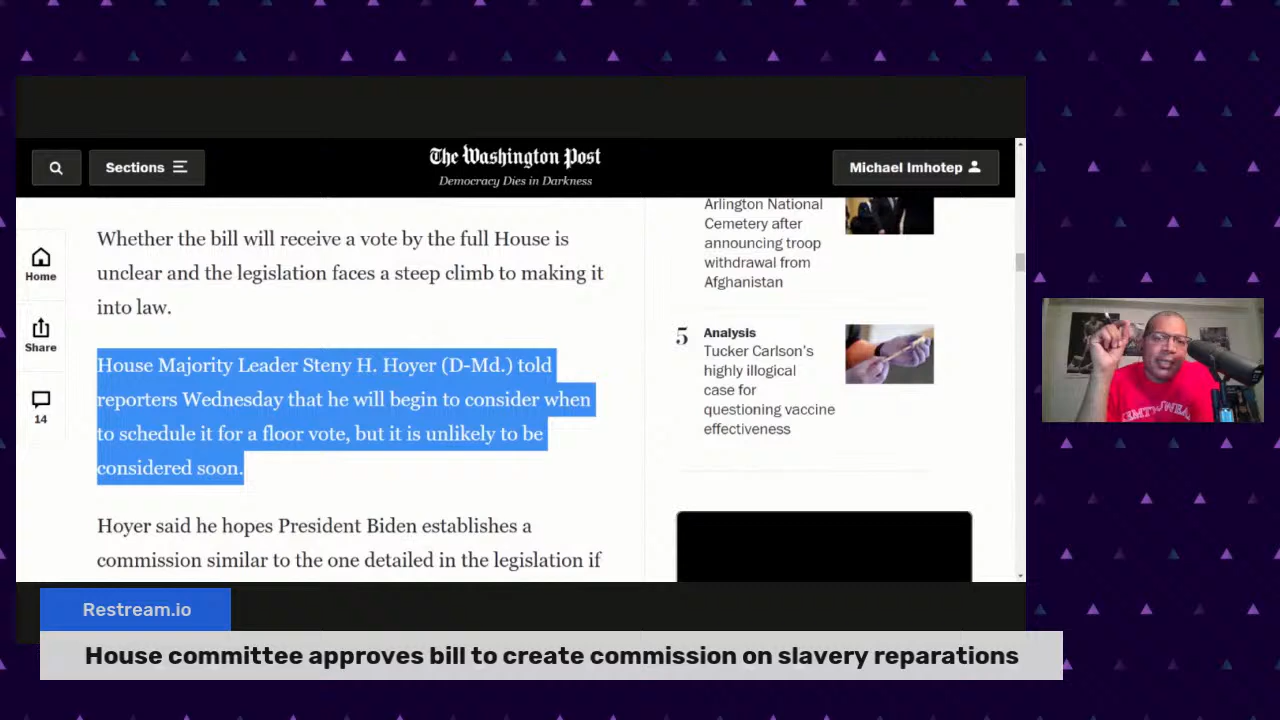 Sections
The Washington Post
Democracy Dies in Darkness
Michael Imhotep
Home
Share
14
Whether the bill will receive a vote by the full House is
unclear and the legislation faces a steep climb to making it
into law.
House Majority Leader Steny H. Hoyer (D-Md.) told
reporters Wednesday that he will begin to consider when
to schedule it for a floor vote, but it is unlikely to be
considered soon.
Hoyer said he hopes President Biden establishes a
commission similar to the one detailed in the legislation if
Arlington National
Cemetery after
announcing troop
withdrawal from
Afghanistan
5
Analysis
Tucker Carlson's
highly illogical
case for
questioning vaccine
effectiveness
Restream.io
House committee approves bill to create commission on slavery reparations